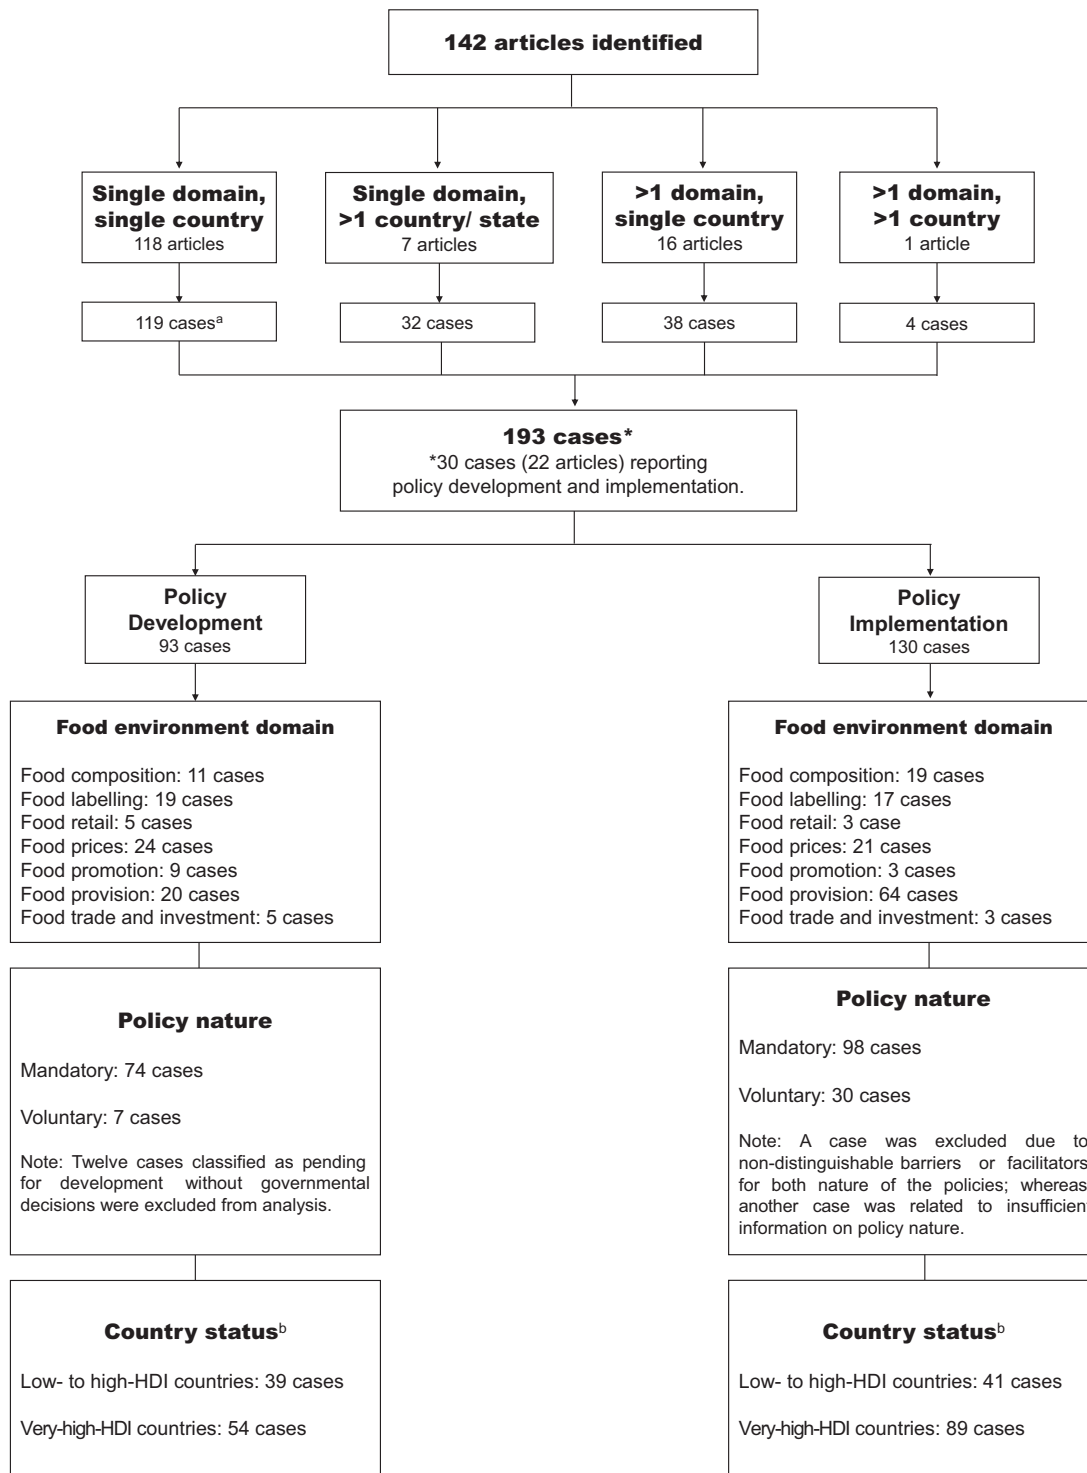 142 articles identified
Single domain,
single country
118 articles
Single domain,
>1 country/ state
7 articles
>1 domain,
single country
16 articles
>1 domain,
>1 country
1 article
119 casesᵃ
32 cases
38 cases
4 cases
193 cases*
*30 cases (22 articles) reporting
policy development and implementation.
Policy
Development
93 cases
Policy
Implementation
130 cases
Food environment domain
Food composition: 11 cases
Food labelling: 19 cases
Food retail: 5 cases
Food prices: 24 cases
Food promotion: 9 cases
Food provision: 20 cases
Food trade and investment: 5 cases
Food environment domain
Food composition: 19 cases
Food labelling: 17 cases
Food retail: 3 case
Food prices: 21 cases
Food promotion: 3 cases
Food provision: 64 cases
Food trade and investment: 3 cases
Policy nature
Mandatory: 74 cases
Voluntary: 7 cases
Note: Twelve cases classified as pending
for development without governmental
decisions were excluded from analysis.
Policy nature
Mandatory: 98 cases
Voluntary: 30 cases
Note: A case was excluded due to
non-distinguishable barriers or facilitators
for both nature of the policies; whereas
another case was related to insufficient
information on policy nature.
Country statusᵇ
Low- to high-HDI countries: 39 cases
Very-high-HDI countries: 54 cases
Country statusᵇ
Low- to high-HDI countries: 41 cases
Very-high-HDI countries: 89 cases